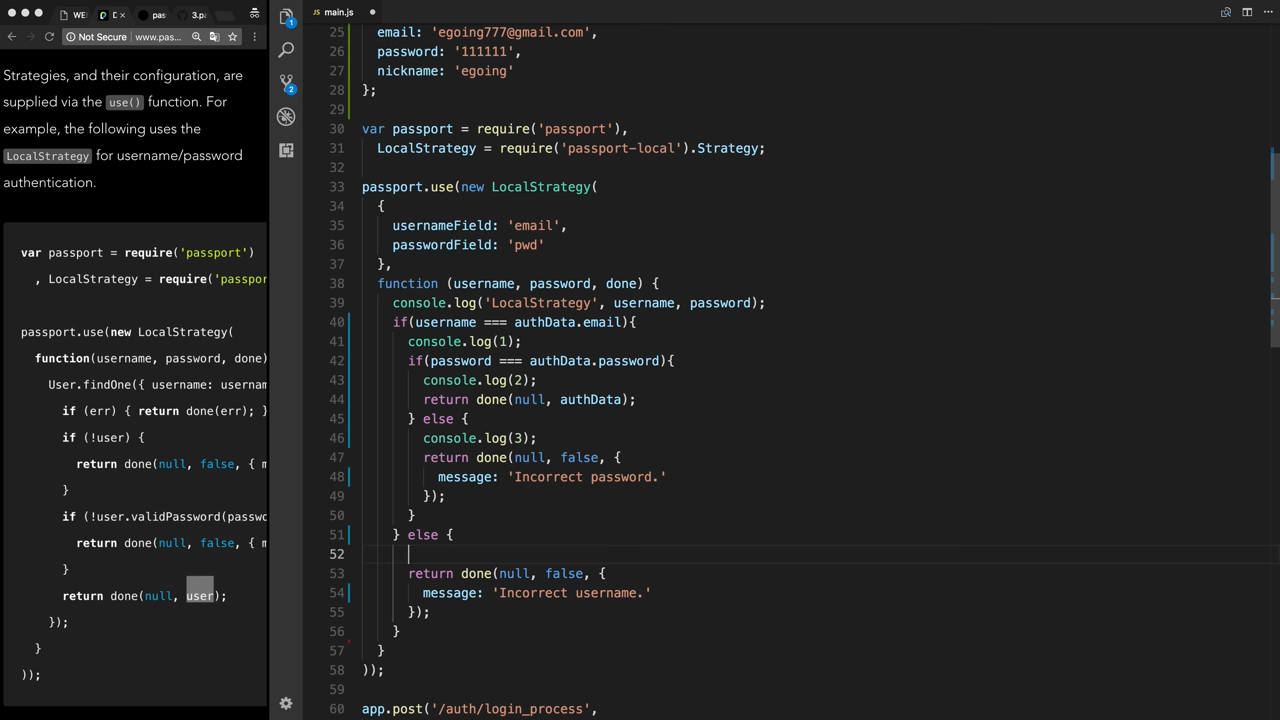 WE
D
pas
3.pa
Not Secure
www.pas...
Strategies, and their configuration, are
supplied via the use() function. For
example, the following uses the
LocalStrategy for username/password
authentication.
var passport = require('passport')
, LocalStrategy = require('passpor
passport.use(new LocalStrategy(
function(username, password, done)
User.findOne({ username: usernam
if (err) { return done(err); }
if (!user) {
return done(null, false, { m
}
if (!user.validPassword(passwo
return done(null, false, { m
}
return done(null, user);
});
}
));
1
2
JS main.js
25 email: 'egoing777@gmail.com',
26 password: '111111',
27 nickname: 'egoing'
28 };
29
30 var passport = require('passport'),
31 LocalStrategy = require('passport-local').Strategy;
32
33 passport.use(new LocalStrategy(
34 {
35 usernameField: 'email',
36 passwordField: 'pwd'
37 },
38 function (username, password, done) {
39 console.log('LocalStrategy', username, password);
40 if(username === authData.email){
41 console.log(1);
42 if(password === authData.password){
43 console.log(2);
44 return done(null, authData);
45 } else {
46 console.log(3);
47 return done(null, false, {
48 message: 'Incorrect password.'
49 });
50 }
51 } else {
52
53 return done(null, false, {
54 message: 'Incorrect username.'
55 });
56 }
57 }
58 ));
59
60 app.post('/auth/login_process',